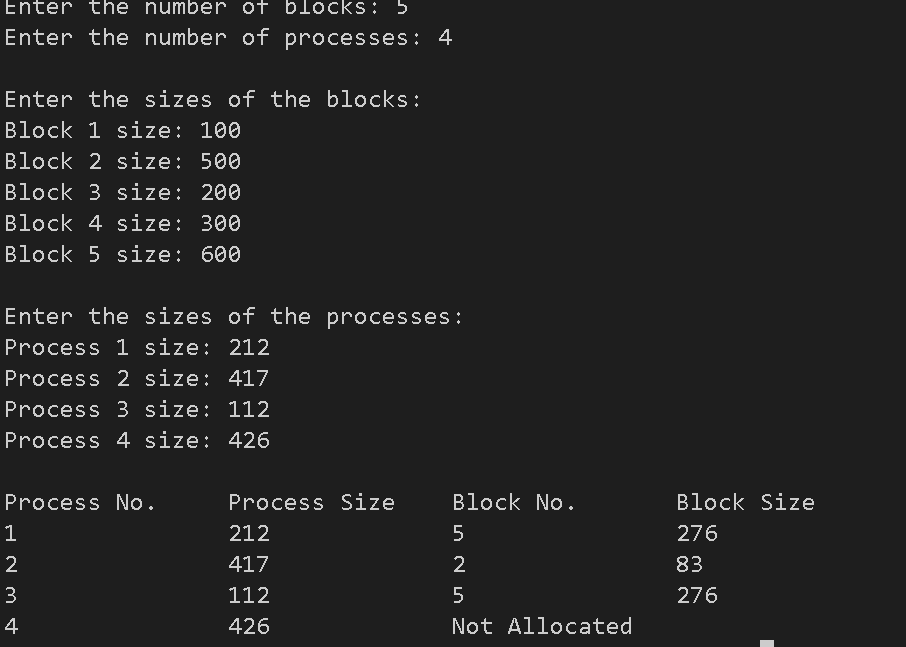 Enter the number of blocks: 5
Enter the number of processes: 4
Enter the sizes of the blocks:
Block 1 size: 100
Block 2 size: 500
Block 3 size: 200
Block 4 size: 300
Block 5 size: 600
Enter the sizes of the processes:
Process 1 size: 212
Process 2 size: 417
Process 3 size: 112
Process 4 size: 426
Process No. Process Size Block No. Block Size
1 212 5 276
2 417 2 83
3 112 5 276
4 426 Not Allocated